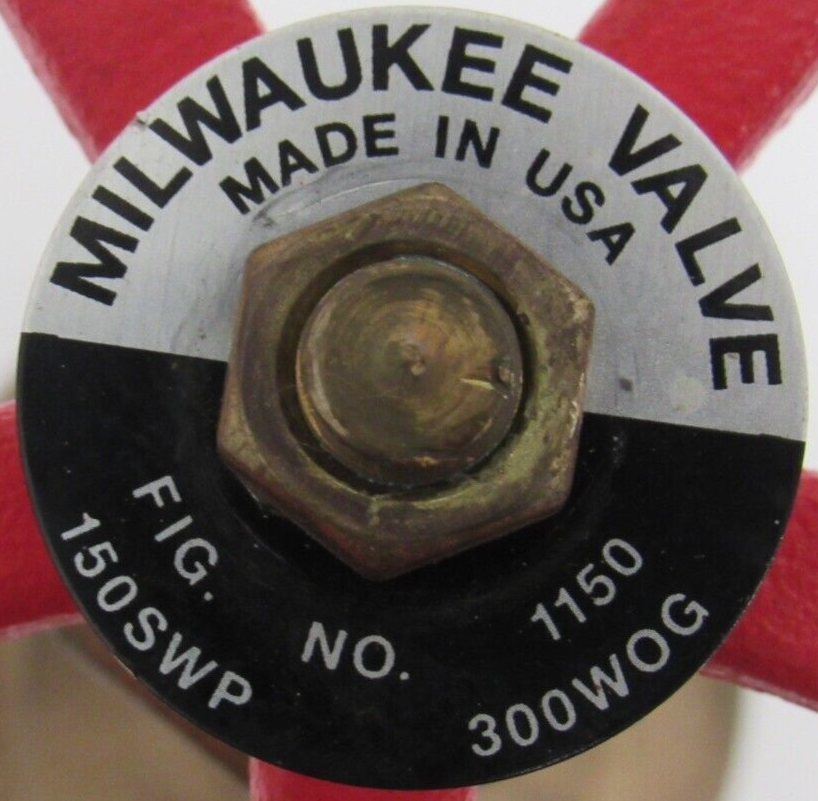 MILWAUKEE VALVE
MADE IN USA
FIG. NO. 1150
150SWP 300WOG